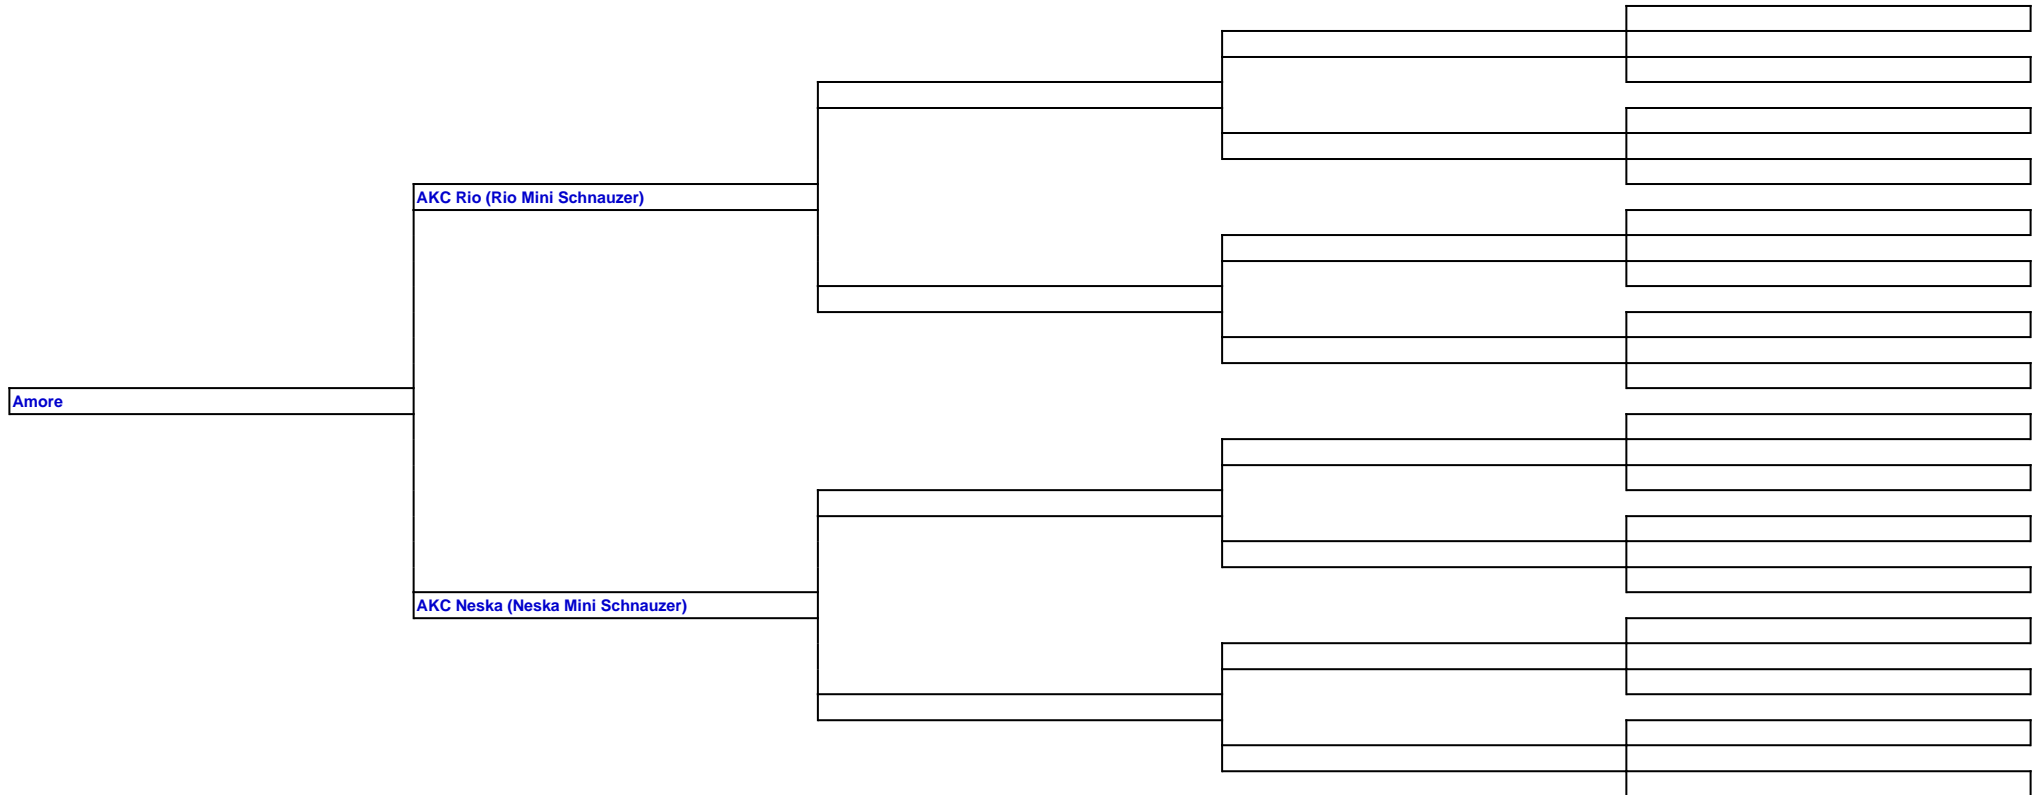 AKC Rio (Rio Mini Schnauzer)
Amore
AKC Neska (Neska Mini Schnauzer)